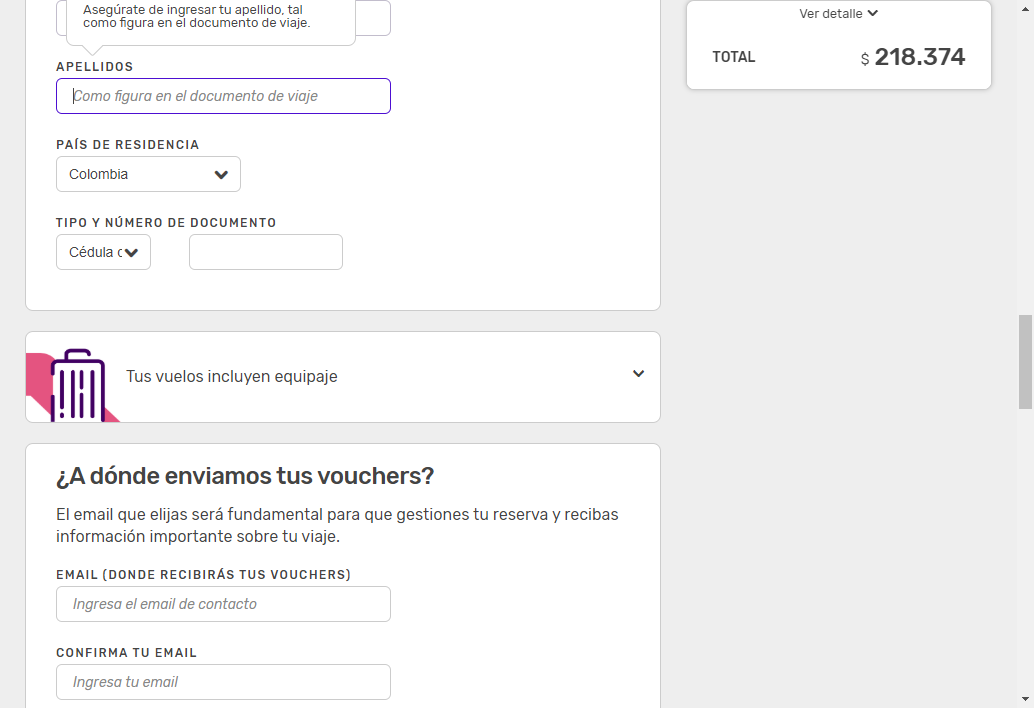 Asegúrate de ingresar tu apellido, tal
como figura en el documento de viaje.
APELLIDOS
Como figura en el documento de viaje
PAÍS DE RESIDENCIA
Colombia
TIPO Y NÚMERO DE DOCUMENTO
Cédula c
Tus vuelos incluyen equipaje
¿A dónde enviamos tus vouchers?
El email que elijas será fundamental para que gestiones tu reserva y recibas
información importante sobre tu viaje.
EMAIL (DONDE RECIBIRÁS TUS VOUCHERS)
Ingresa el email de contacto
CONFIRMA TU EMAIL
Ingresa tu email
Ver detalle
TOTAL $ 218.374